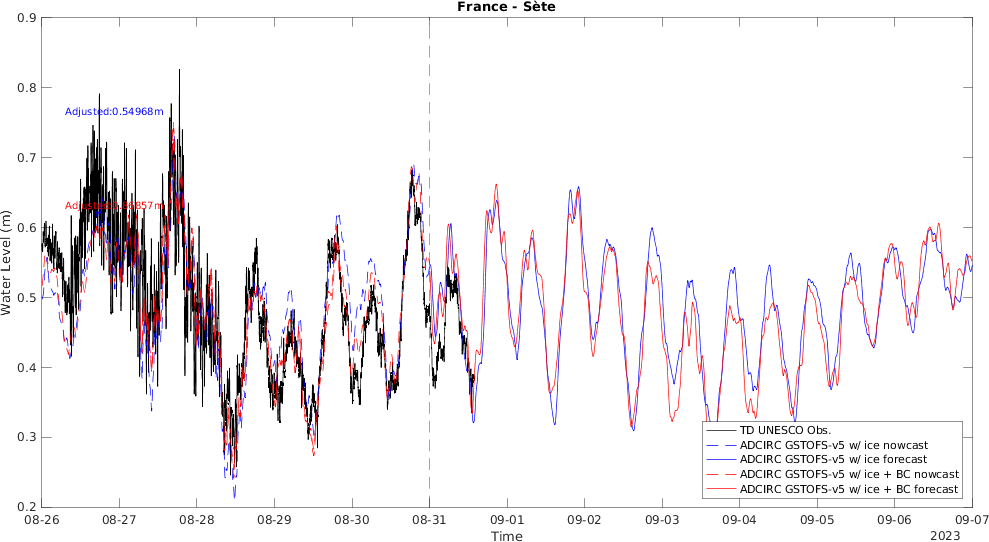 France - Sète
0.9
0.8
0.7
0.6
0.5
0.4
0.3
0.2
Water Level (m)
Adjusted:0.54968m
TD UNESCO Obs.
ADCIRC GSTOFS-v5 w/ ice nowcast
ADCIRC GSTOFS-v5 w/ ice forecast
ADCIRC GSTOFS-v5 w/ ice + BC nowcast
ADCIRC GSTOFS-v5 w/ ice + BC forecast
08-26 08-27 08-28 08-29 08-30 08-31 09-01 09-02 09-03 09-04 09-05 09-06 09-07
Time
2023